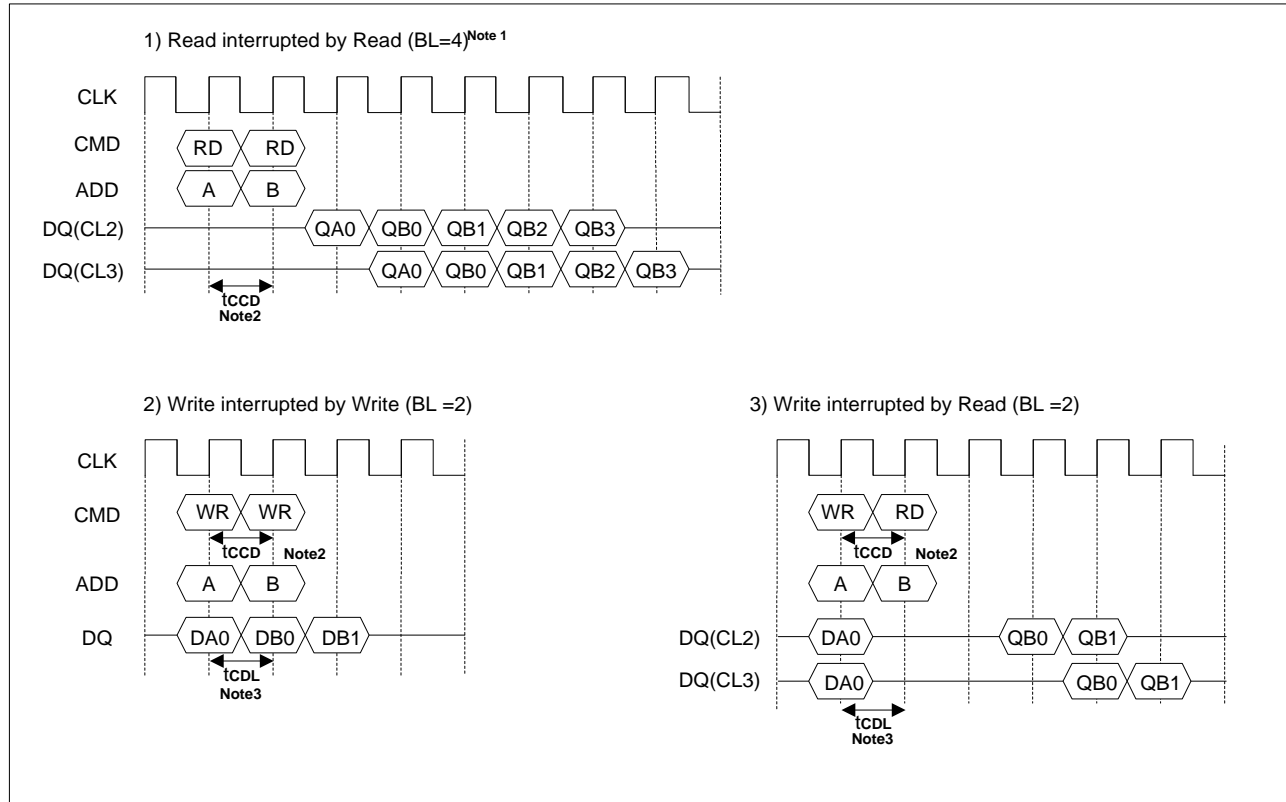 1) Read interrupted by Read (BL=4)Note 1
CLK
CMD RD RD
ADD A B
DQ(CL2) QA0 QB0 QB1 QB2 QB3
DQ(CL3) QA0 QB0 QB1 QB2 QB3
tCCD
Note2
2) Write interrupted by Write (BL =2)
CLK
CMD WR WR
tCCD Note2
ADD A B
DQ DA0 DB0 DB1
tCDL
Note3
3) Write interrupted by Read (BL =2)
WR RD
tCCD Note2
A B
DQ(CL2) DA0 QB0 QB1
DQ(CL3) DA0 QB0 QB1
tCDL
Note3